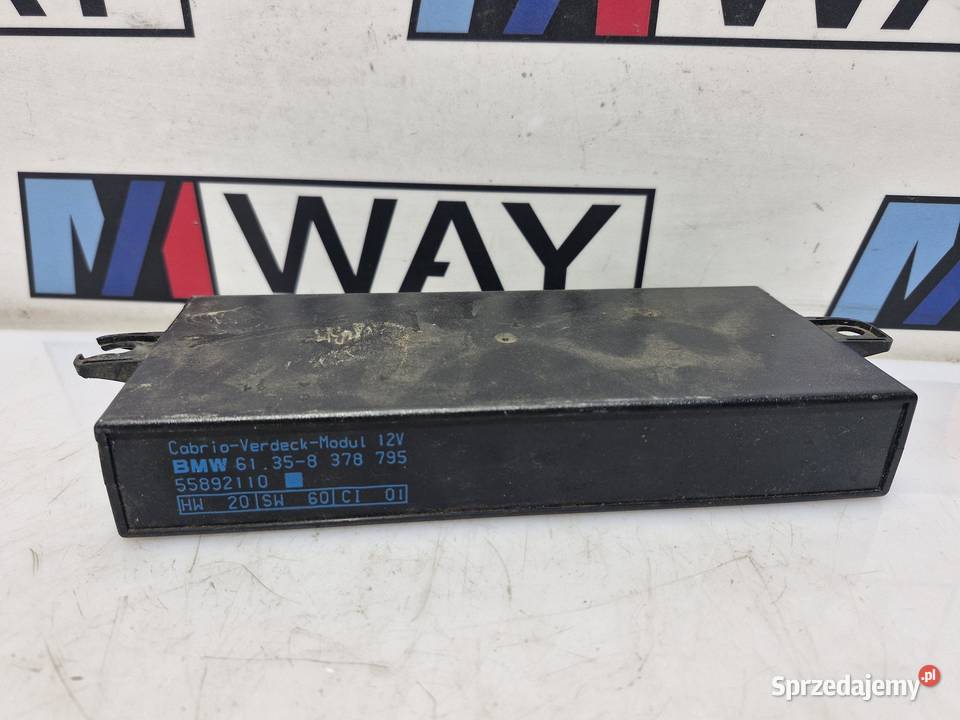 WAY
WAY
Cabrio-Verdeck-Modul 12V
BMW 61.35-8 378 795
55892110
HW 20 SW 60 CI 01
Sprzedajemy.pl